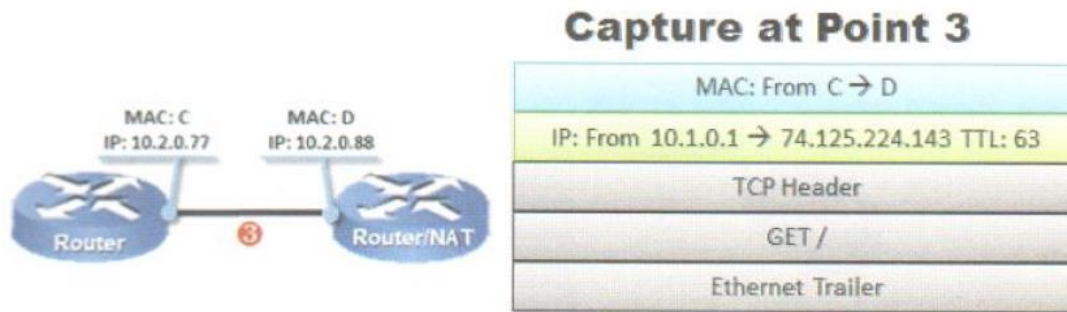 Capture at Point 3
MAC: C
IP: 10.2.0.77
MAC: D
IP: 10.2.0.88
Router
3
Router/NAT
MAC: From C → D
IP: From 10.1.0.1 → 74.125.224.143 TTL: 63
TCP Header
GET /
Ethernet Trailer